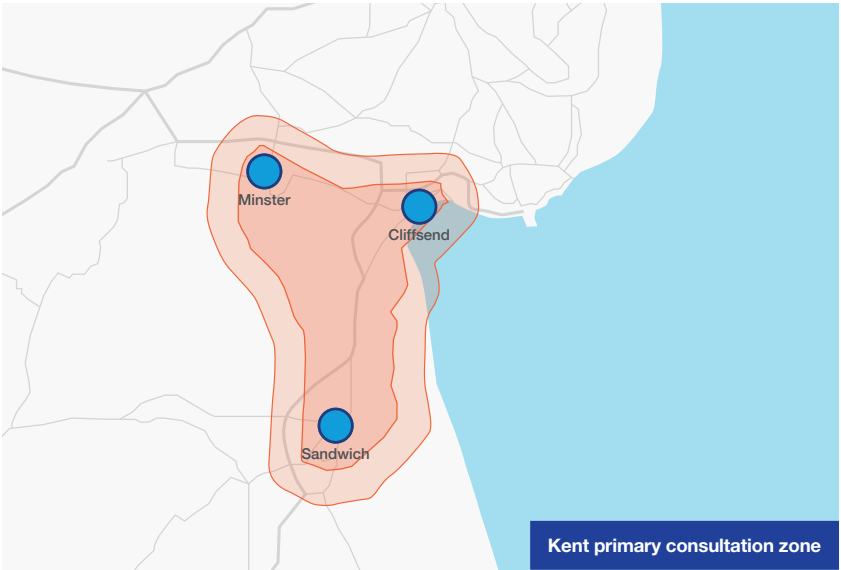 Minster
Cliffsend
Sandwich
Kent primary consultation zone